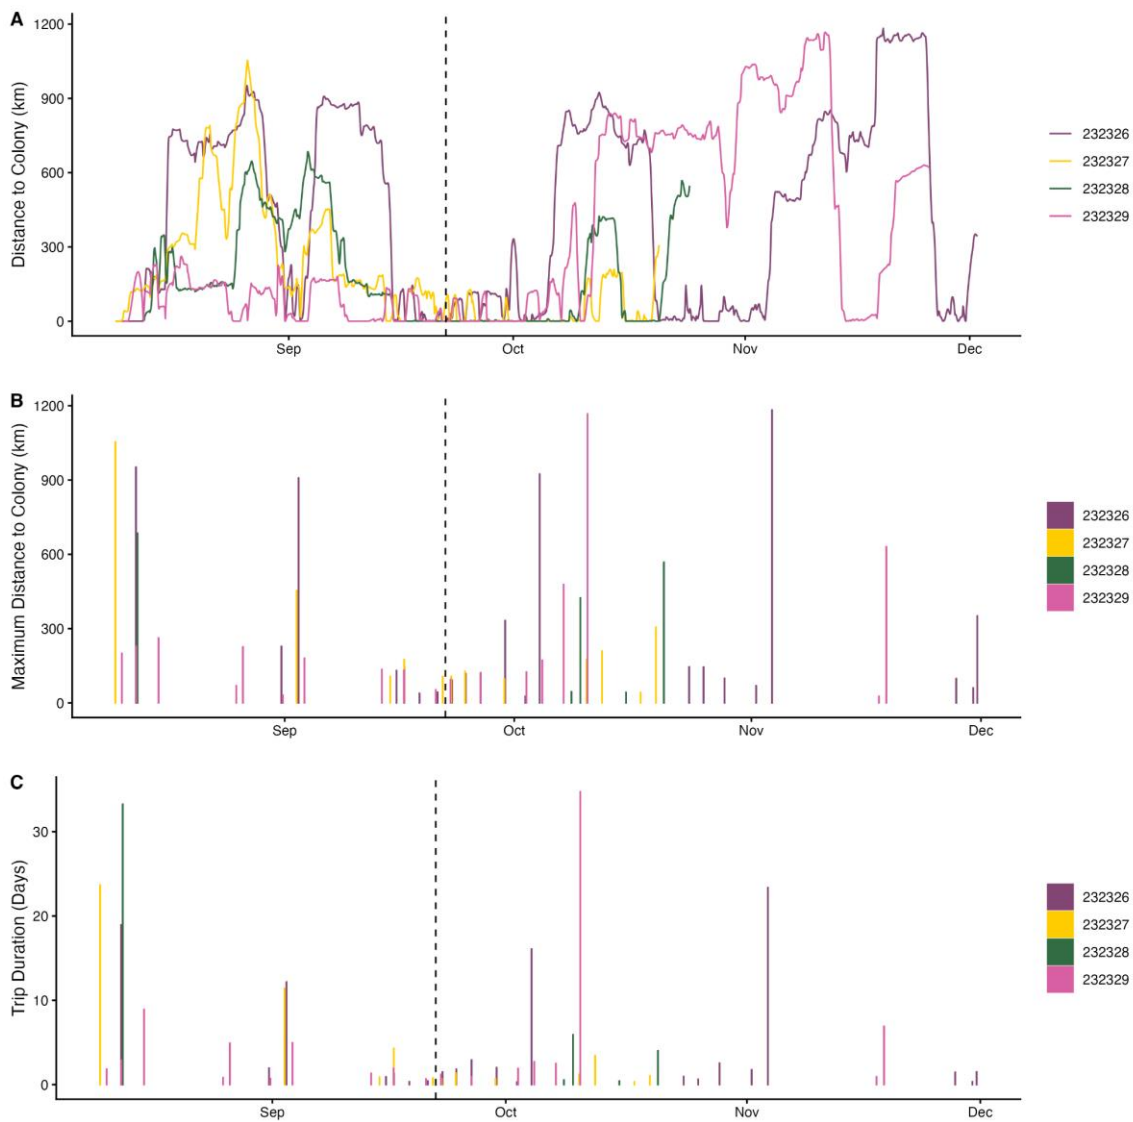 A
Distance to Colony (km)
1200
900
600
300
0
Sep
Oct
Nov
Dec
232326
232327
232328
232329
B
Maximum Distance to Colony (km)
1200
900
600
300
0
Sep
Oct
Nov
Dec
232326
232327
232328
232329
C
Trip Duration (Days)
30
20
10
0
Sep
Oct
Nov
Dec
232326
232327
232328
232329